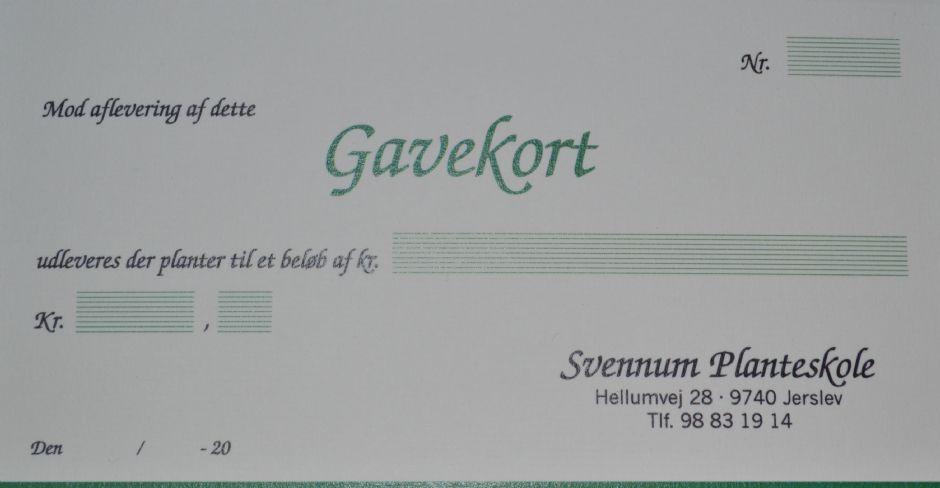 Nr.
Mod aflevering af dette
Gavekort
udleveres der planter til et beløb af kr.
Kr. ,
Svennum Planteskole
Hellumvej 28 · 9740 Jerslev
Tlf. 98 83 19 14
Den / - 20